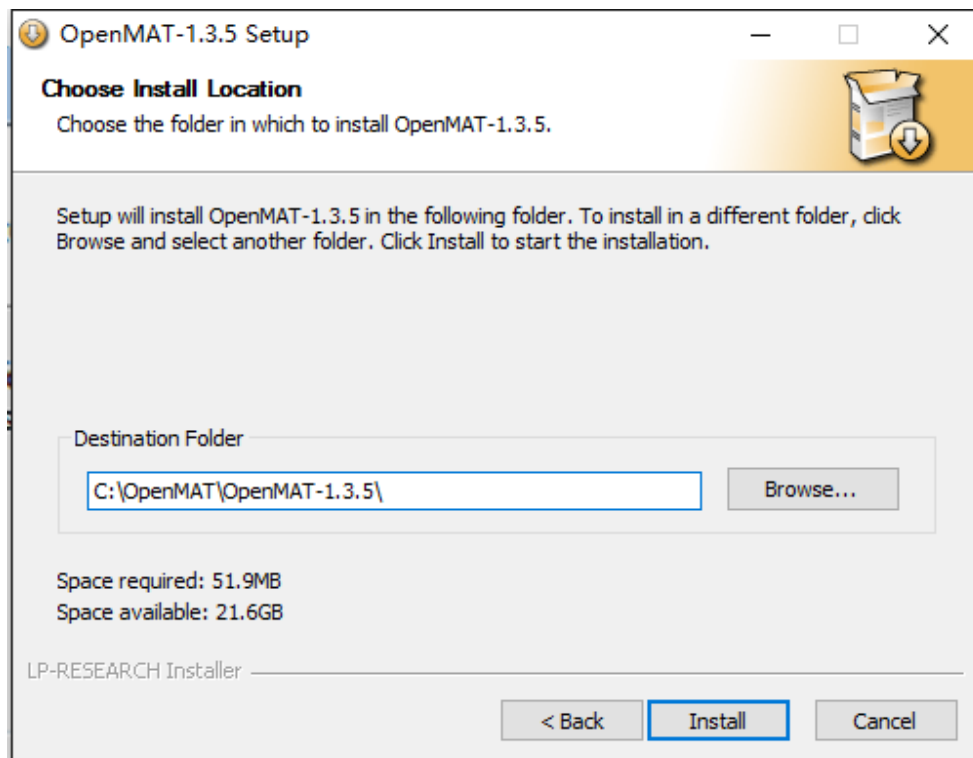 OpenMAT-1.3.5 Setup
Choose Install Location
Choose the folder in which to install OpenMAT-1.3.5.
Setup will install OpenMAT-1.3.5 in the following folder. To install in a different folder, click
Browse and select another folder. Click Install to start the installation.
Destination Folder
C:\OpenMAT\OpenMAT-1.3.5\
Browse...
Space required: 51.9MB
Space available: 21.6GB
LP-RESEARCH Installer
< Back
Install
Cancel